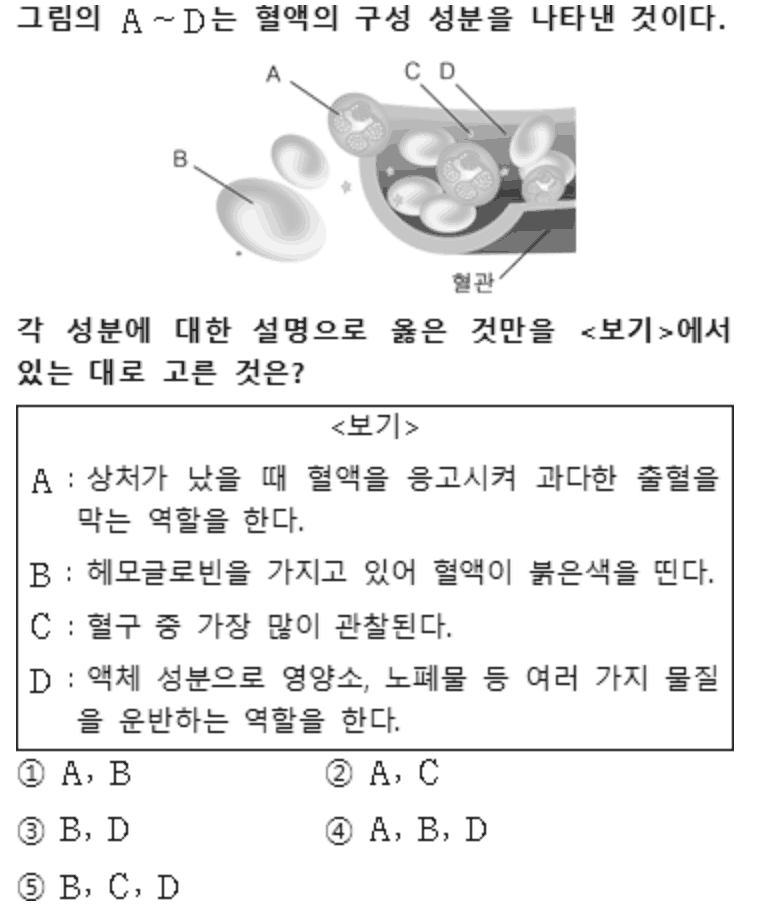 그림의 A ~ D는 혈액의 구성 성분을 나타낸 것이다.
A
C D
B
혈관
각 성분에 대한 설명으로 옳은 것만을 <보기>에서
있는 대로 고른 것은?
<보기>
A : 상처가 났을 때 혈액을 응고시켜 과다한 출혈을
막는 역할을 한다.
B : 헤모글로빈을 가지고 있어 혈액이 붉은색을 띤다.
C : 혈구 중 가장 많이 관찰된다.
D : 액체 성분으로 영양소, 노폐물 등 여러 가지 물질
을 운반하는 역할을 한다.
① A, B ② A, C
③ B, D ④ A, B, D
⑤ B, C, D